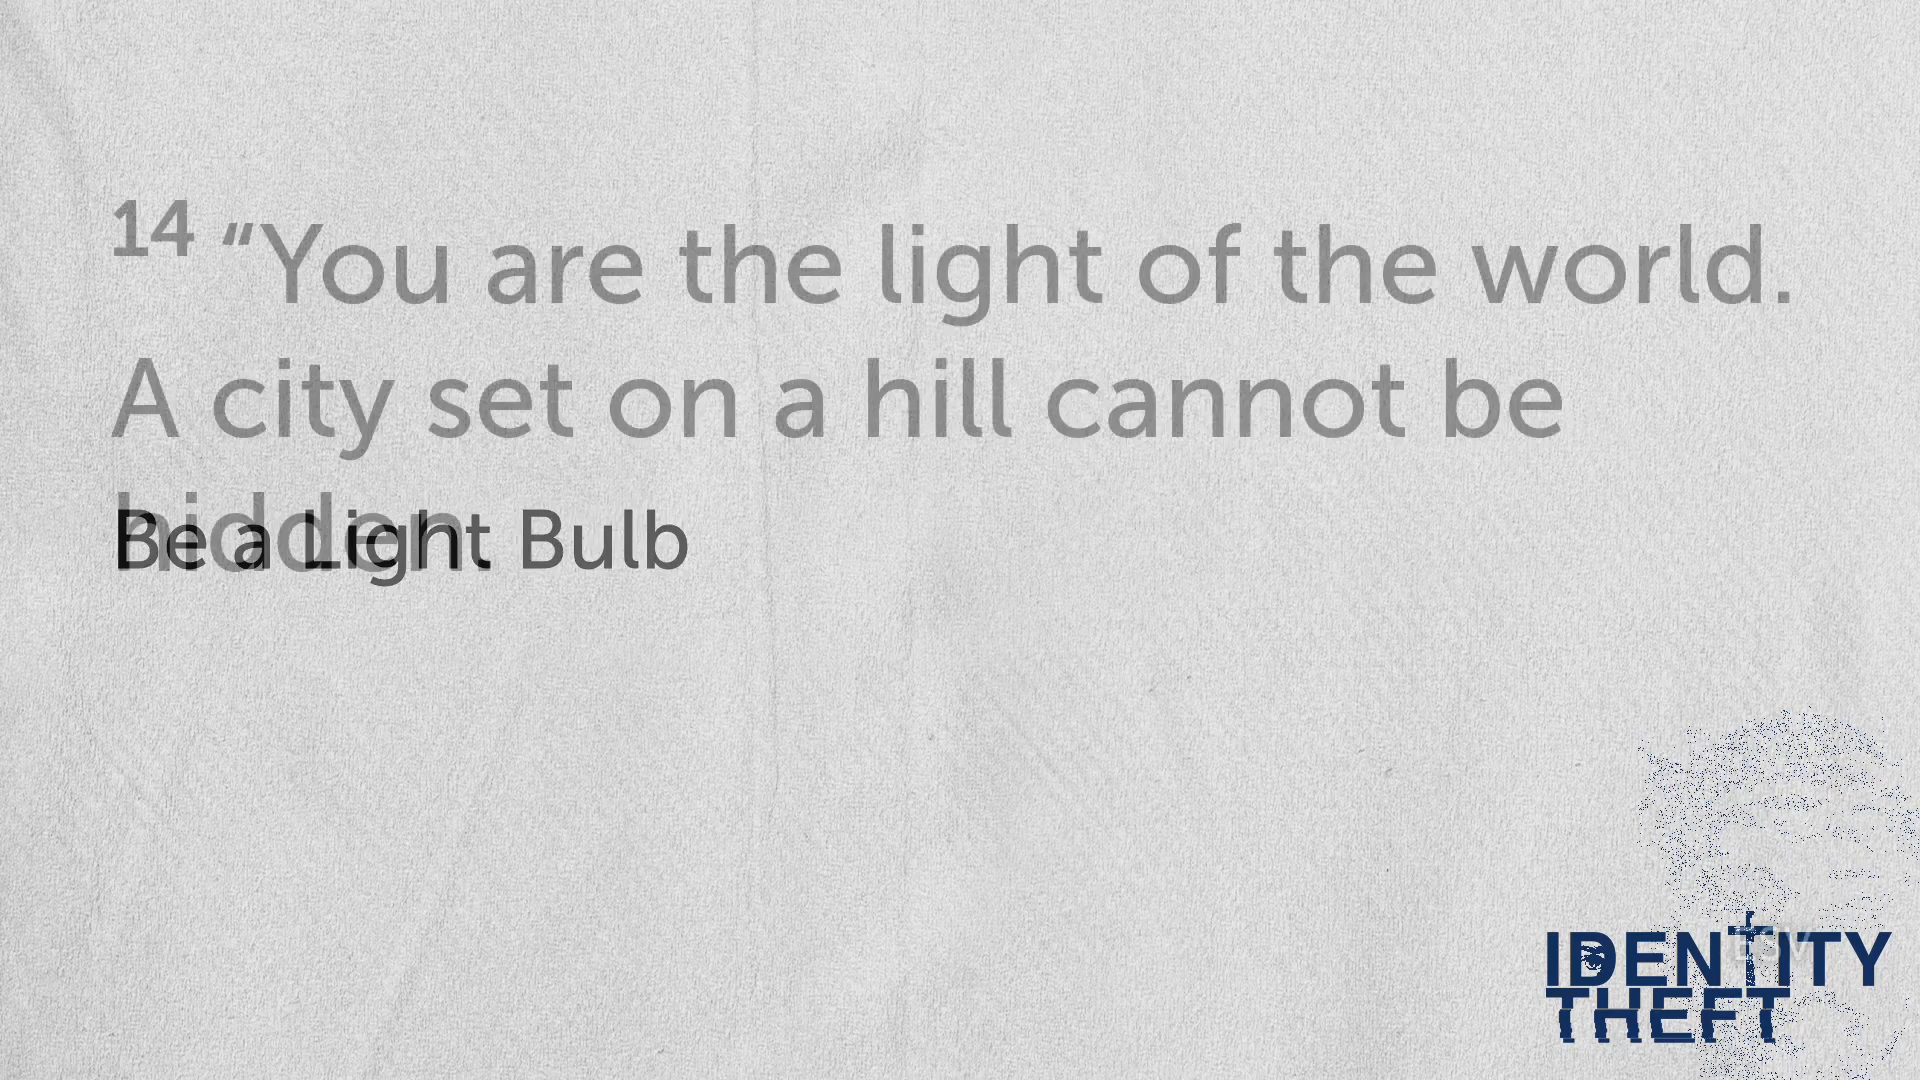 14 “You are the light of the world.
A city set on a hill cannot be
hidden.
Be a Light Bulb
IDENTITY
THEFT